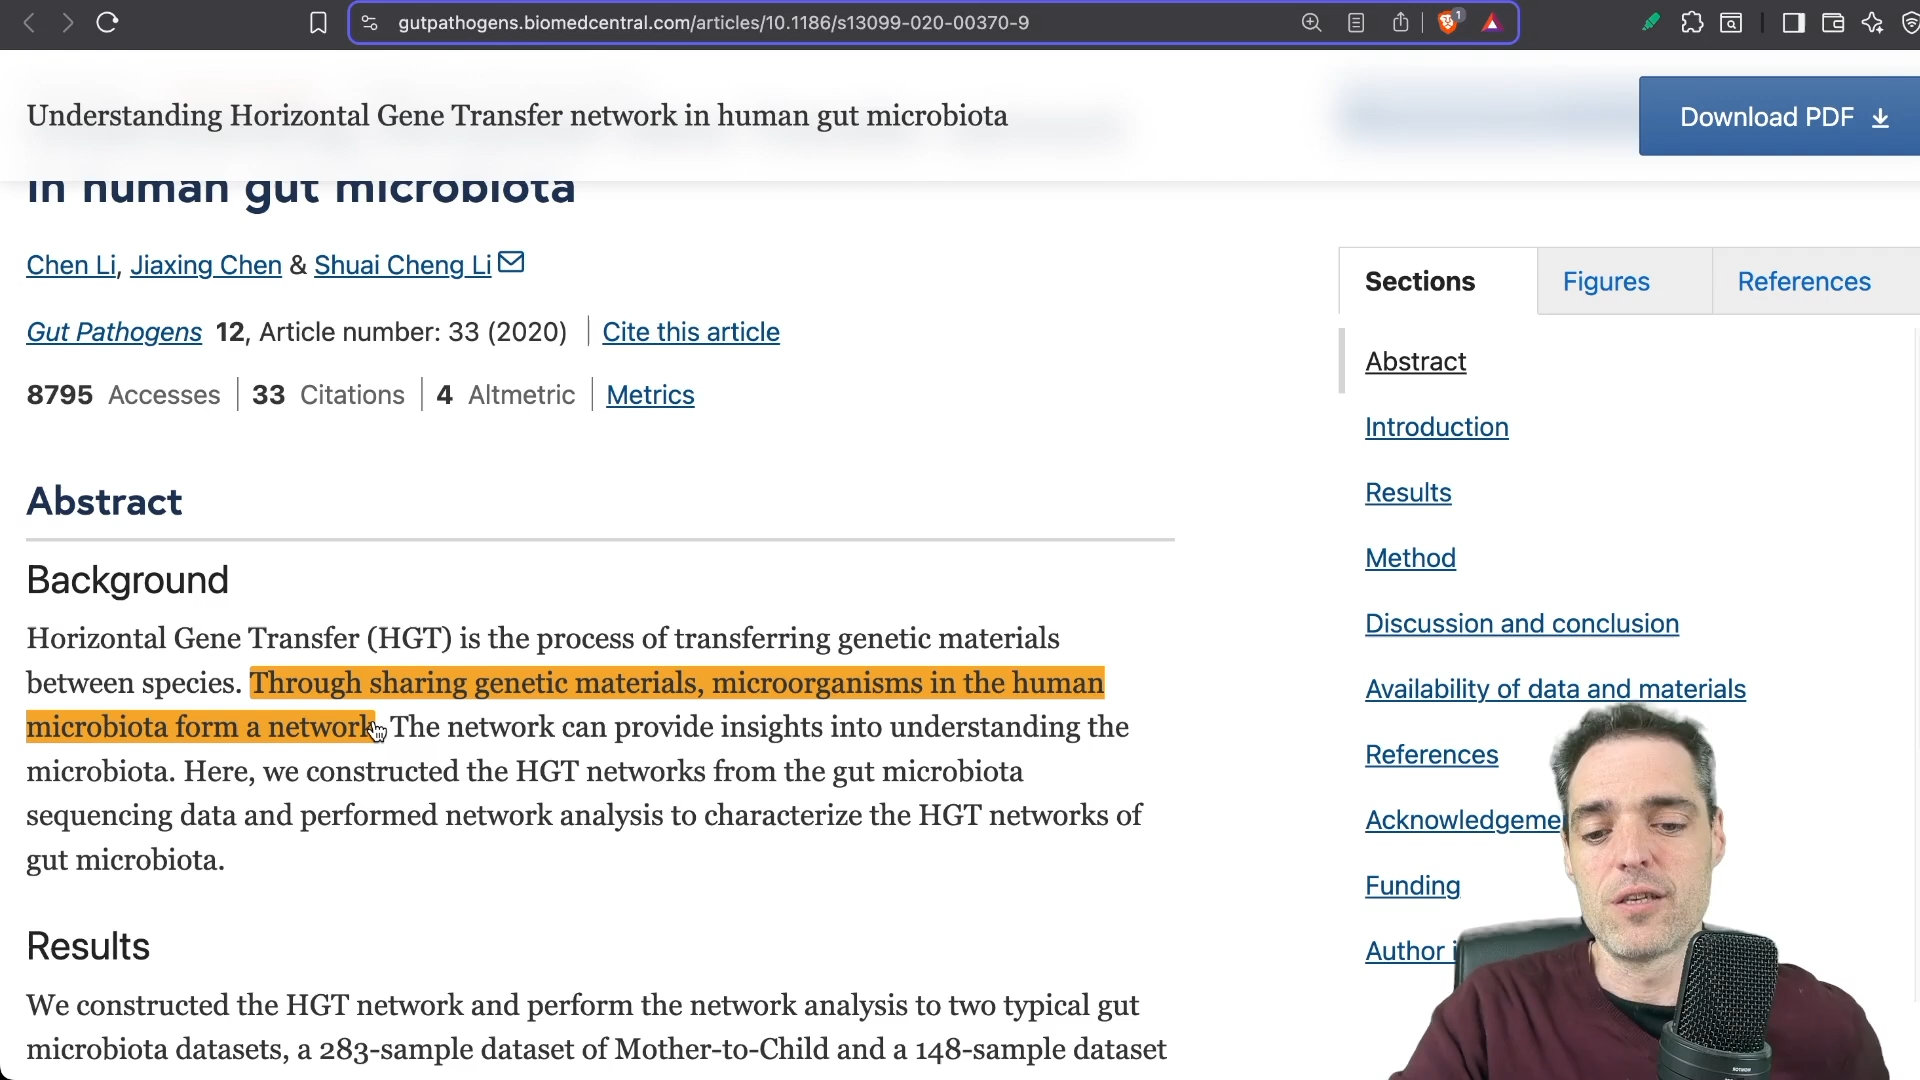 gutpathogens.biomedcentral.com/articles/10.1186/s13099-020-00370-9
1
Understanding Horizontal Gene Transfer network in human gut microbiota
Download PDF
in human gut microbiota
Chen Li, Jiaxing Chen & Shuai Cheng Li
Gut Pathogens 12, Article number: 33 (2020) Cite this article
8795 Accesses 33 Citations 4 Altmetric Metrics
Abstract
Background
Horizontal Gene Transfer (HGT) is the process of transferring genetic materials
between species. Through sharing genetic materials, microorganisms in the human
microbiota form a network. The network can provide insights into understanding the
microbiota. Here, we constructed the HGT networks from the gut microbiota
sequencing data and performed network analysis to characterize the HGT networks of
gut microbiota.
Results
We constructed the HGT network and perform the network analysis to two typical gut
microbiota datasets, a 283-sample dataset of Mother-to-Child and a 148-sample dataset
Sections Figures References
Abstract
Introduction
Results
Method
Discussion and conclusion
Availability of data and materials
References
Acknowledgeme
Funding
Author i